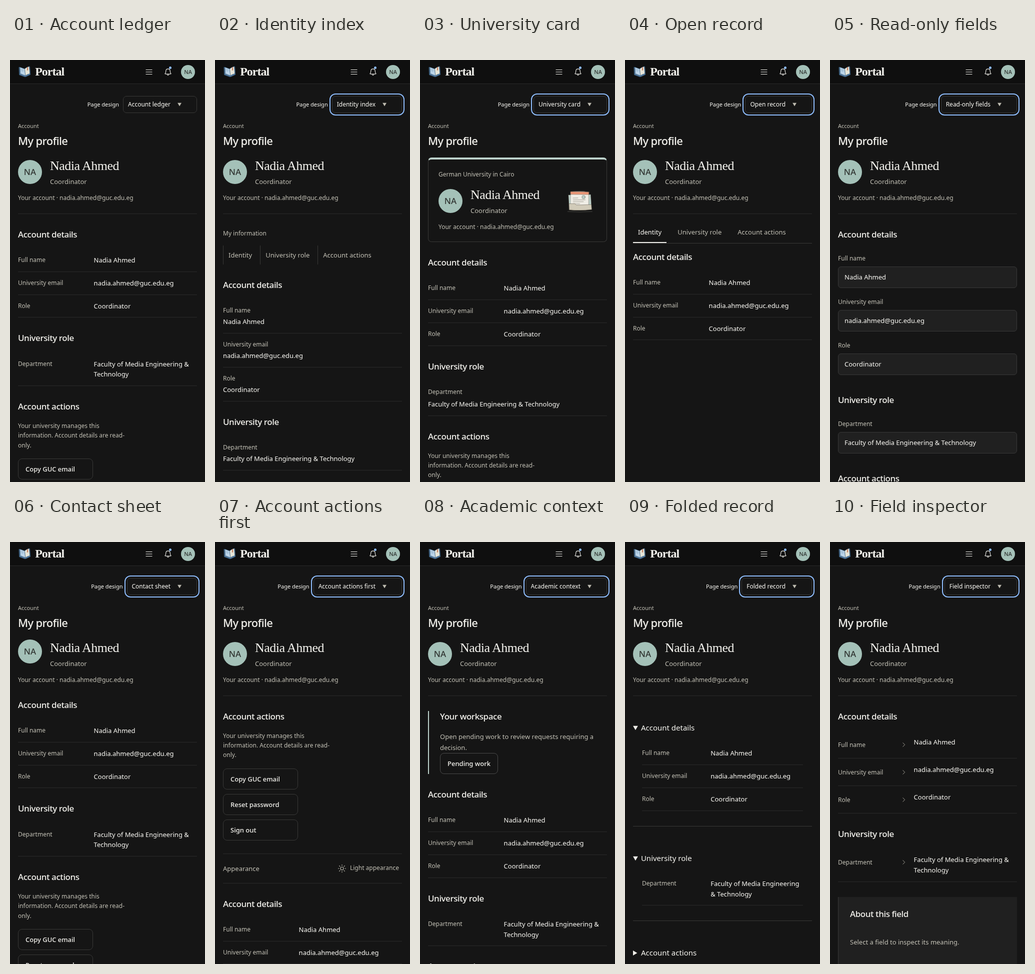 01 · Account ledger
Portal
NA
Page design Account ledger
Account
My profile
NA
Nadia Ahmed
Coordinator
Your account · nadia.ahmed@guc.edu.eg
Account details
Full name Nadia Ahmed
University email nadia.ahmed@guc.edu.eg
Role Coordinator
University role
Department Faculty of Media Engineering &
Technology
Account actions
Your university manages this
information. Account details are read-
only.
Copy GUC email
02 · Identity index
Portal
NA
Page design Identity index
Account
My profile
NA
Nadia Ahmed
Coordinator
Your account · nadia.ahmed@guc.edu.eg
My information
Identity University role Account actions
Account details
Full name
Nadia Ahmed
University email
nadia.ahmed@guc.edu.eg
Role
Coordinator
University role
Department
Faculty of Media Engineering & Technology
03 · University card
Portal
NA
Page design University card
Account
My profile
German University in Cairo
NA
Nadia Ahmed
Coordinator
Your account · nadia.ahmed@guc.edu.eg
Account details
Full name Nadia Ahmed
University email nadia.ahmed@guc.edu.eg
Role Coordinator
University role
Department
Faculty of Media Engineering & Technology
Account actions
Your university manages this
information. Account details are read-
only.
04 · Open record
Portal
NA
Page design Open record
Account
My profile
NA
Nadia Ahmed
Coordinator
Your account · nadia.ahmed@guc.edu.eg
Identity University role Account actions
Account details
Full name Nadia Ahmed
University email nadia.ahmed@guc.edu.eg
Role Coordinator
05 · Read-only fields
Portal
NA
Page design Read-only fields
Account
My profile
NA
Nadia Ahmed
Coordinator
Your account · nadia.ahmed@guc.edu.eg
Account details
Full name
Nadia Ahmed
University email
nadia.ahmed@guc.edu.eg
Role
Coordinator
University role
Department
Faculty of Media Engineering & Technology
Account actions
06 · Contact sheet
Portal
NA
Page design Contact sheet
Account
My profile
NA
Nadia Ahmed
Coordinator
Your account · nadia.ahmed@guc.edu.eg
Account details
Full name Nadia Ahmed
University email nadia.ahmed@guc.edu.eg
Role Coordinator
University role
Department Faculty of Media Engineering &
Technology
Account actions
Your university manages this
information. Account details are read-
only.
Copy GUC email
07 · Account actions
first
Portal
NA
Page design Account actions first
Account
My profile
NA
Nadia Ahmed
Coordinator
Your account · nadia.ahmed@guc.edu.eg
Account actions
Your university manages this
information. Account details are read-
only.
Copy GUC email
Reset password
Sign out
Appearance Light appearance
Account details
Full name Nadia Ahmed
University email nadia.ahmed@guc.edu.eg
08 · Academic context
Portal
NA
Page design Academic context
Account
My profile
NA
Nadia Ahmed
Coordinator
Your account · nadia.ahmed@guc.edu.eg
Your workspace
Open pending work to review requests requiring a
decision.
Pending work
Account details
Full name Nadia Ahmed
University email nadia.ahmed@guc.edu.eg
Role Coordinator
University role
Department Faculty of Media Engineering &
Technology
09 · Folded record
Portal
NA
Page design Folded record
Account
My profile
NA
Nadia Ahmed
Coordinator
Your account · nadia.ahmed@guc.edu.eg
Account details
Full name Nadia Ahmed
University email nadia.ahmed@guc.edu.eg
Role Coordinator
University role
Department Faculty of Media Engineering
& Technology
Account actions
10 · Field inspector
Portal
NA
Page design Field inspector
Account
My profile
NA
Nadia Ahmed
Coordinator
Your account · nadia.ahmed@guc.edu.eg
Account details
Full name Nadia Ahmed
University email nadia.ahmed@guc.edu.eg
Role Coordinator
University role
Department Faculty of Media Engineering &
Technology
About this field
Select a field to inspect its meaning.